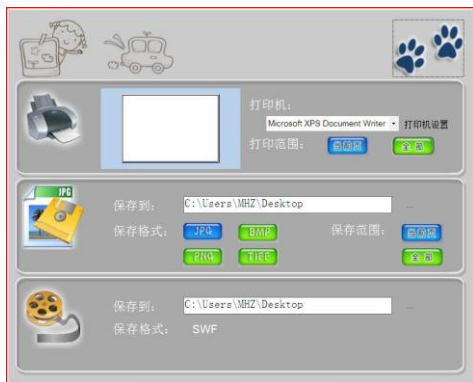 打印机:
Microsoft XPS Document Writer 打印机设置
打印范围: 当前页 全部
JPG
保存到: C:\Users\MHZ\Desktop ...
保存格式: JPG BMP 保存范围: 当前页
PNG TIFF 全部
保存到: C:\Users\MHZ\Desktop ...
保存格式: SWF